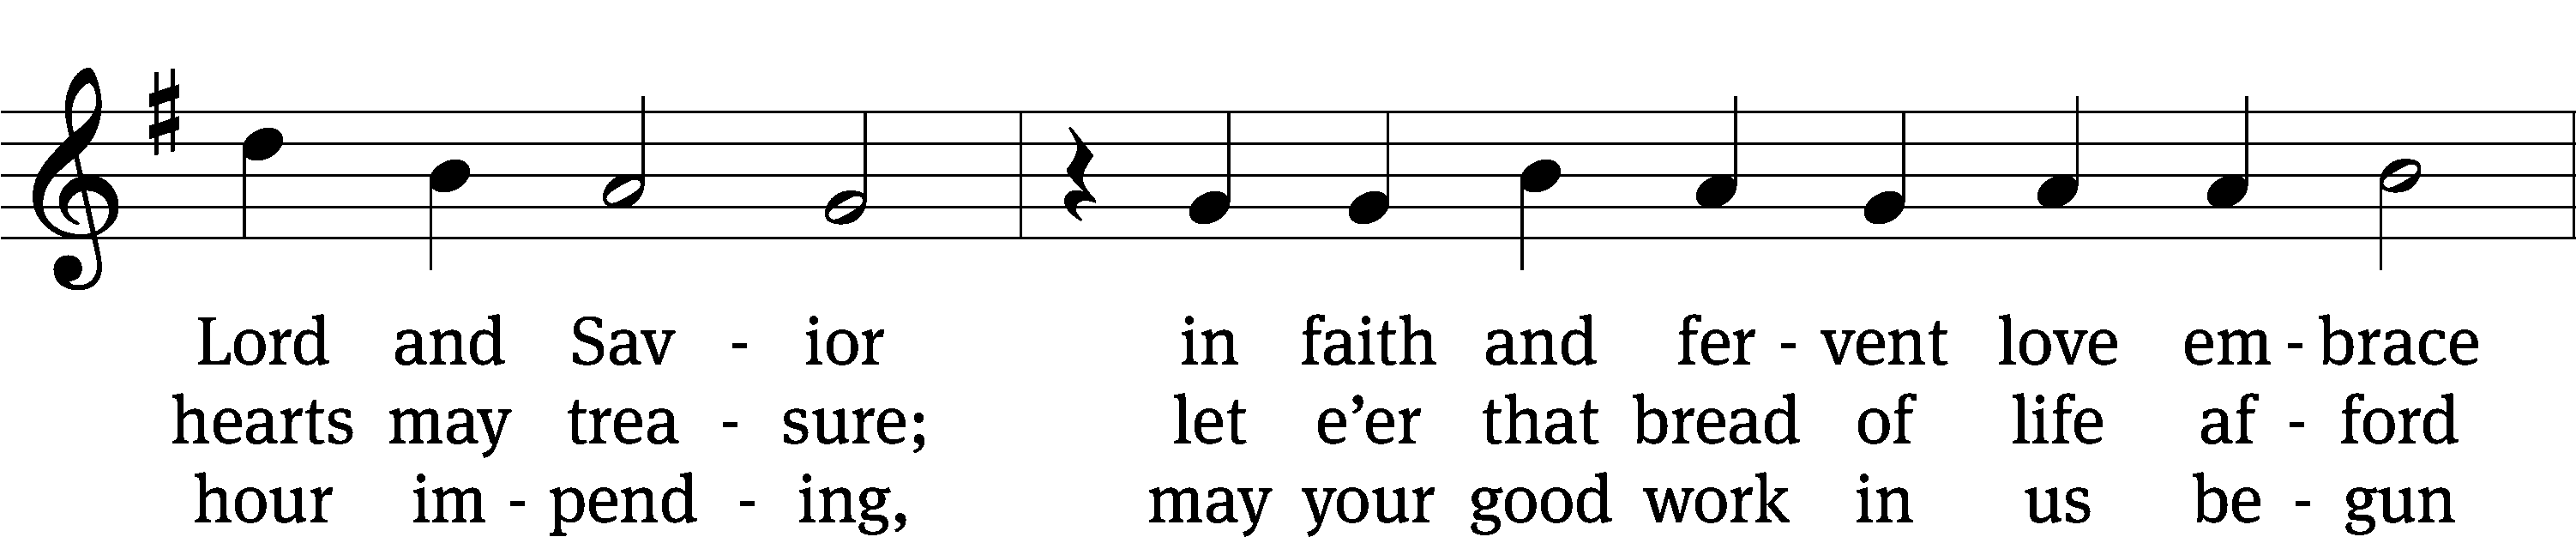 Lord and Sav - ior in faith and fer - vent love em - brace
hearts may trea - sure; let e’er that bread of life af - ford
hour im - pend - ing, may your good work in us be - gun